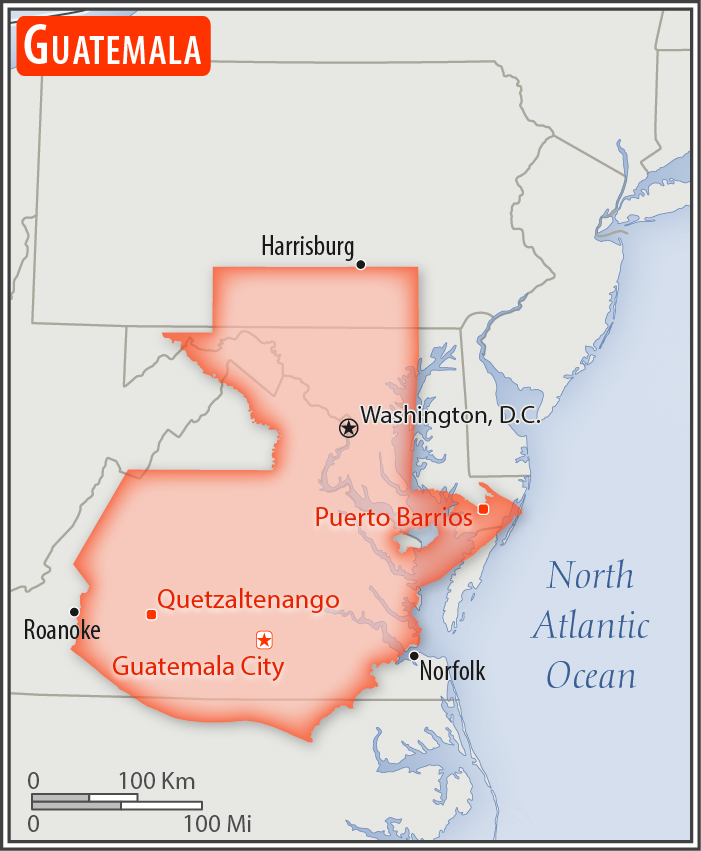 GUATEMALA
Harrisburg
Washington, D.C.
Puerto Barrios
North
Atlantic
Ocean
Quetzaltenango
Roanoke
Guatemala City
Norfolk
0 100 Km
0 100 Mi